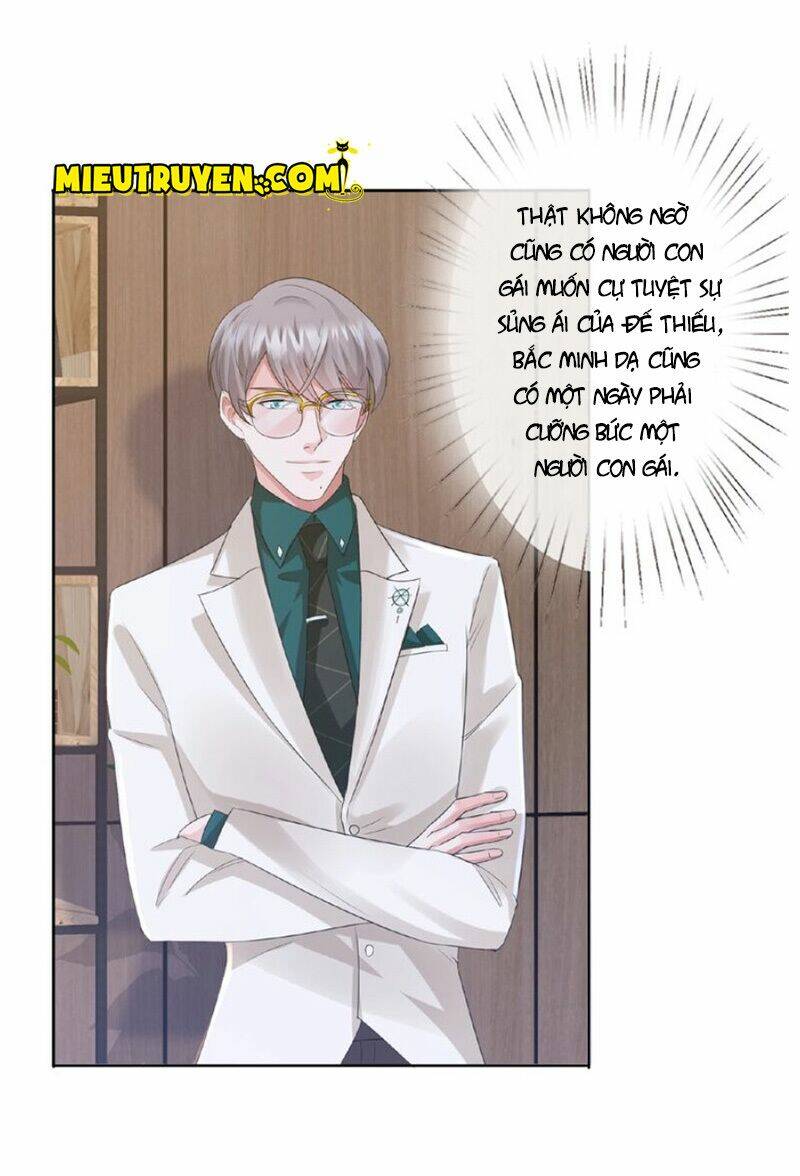 MIEUTRUYEN.COM
THẬT KHÔNG NGỜ
CŨNG CÓ NGƯỜI CON
GÁI MUỐN CỰ TUYỆT SỰ
SỦNG ÁI CỦA ĐẾ THIẾU,
BẮC MINH DẠ CŨNG
CÓ MỘT NGÀY PHẢI
CƯỠNG BỨC MỘT
NGƯỜI CON GÁI.